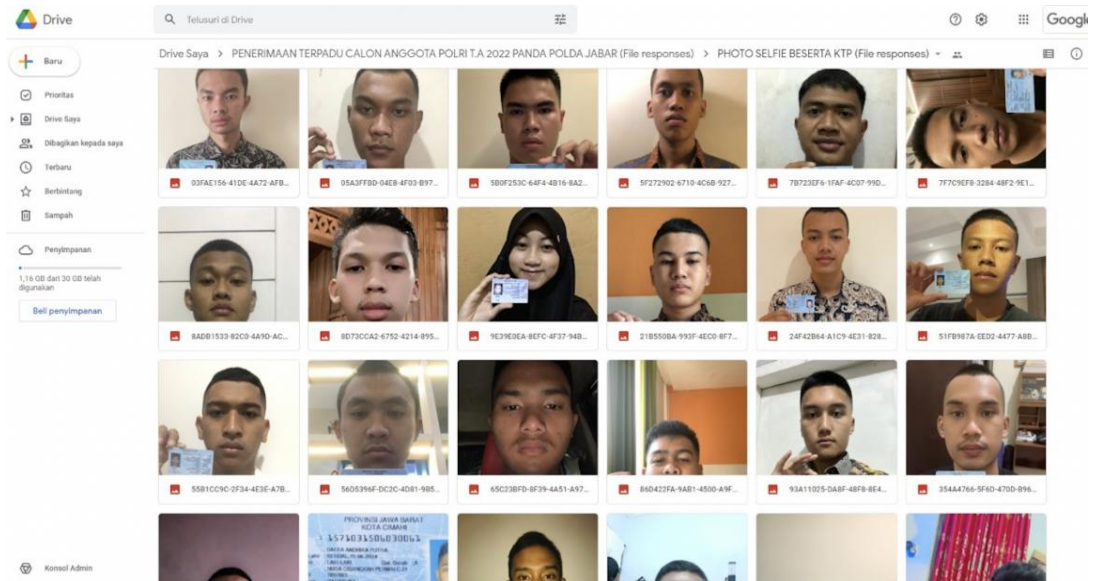 Drive
Telusuri di Drive
Google
Baru
Drive Saya > PENERIMAAN TERPADU CALON ANGGOTA POLRI T.A 2022 PANDA POLDA JABAR (File responses) > PHOTO SELFIE BESERTA KTP (File responses)
Prioritas
Drive Saya
Dibagikan kepada saya
Terbaru
Berbintang
Sampah
Penyimpanan
1,16 GB dari 30 GB telah
digunakan
Beli penyimpanan
Konsol Admin
03FAE156-41DE-4A72-AFB...
05A3FFBD-04E8-4F03-B97...
5B0F253C-64F4-4B16-8A2...
5F272902-6710-4C6B-927...
7B723EF6-1FAF-4C07-99D...
7F7C9EF8-3284-48F2-9E1...
8ADB1533-82C0-4A9D-AC...
8D73CCA2-6752-4214-895...
9E39E0EA-8EFC-4F37-94B...
21B550BA-993F-4EC0-8F7...
24F42B64-A1C9-4E31-828...
51FB987A-EED2-4477-A8B...
55B1CC9C-2F34-4E3E-A7B...
56D5396F-DC2C-4D81-9B5...
65C23BFD-8F39-4A51-A97...
86D422FA-9AB1-4500-A9F...
93A11025-DA8F-48F8-8E4...
354A4766-5F6D-470D-B96...
PROVINSI JAWA BARAT
KOTA CIMAHI